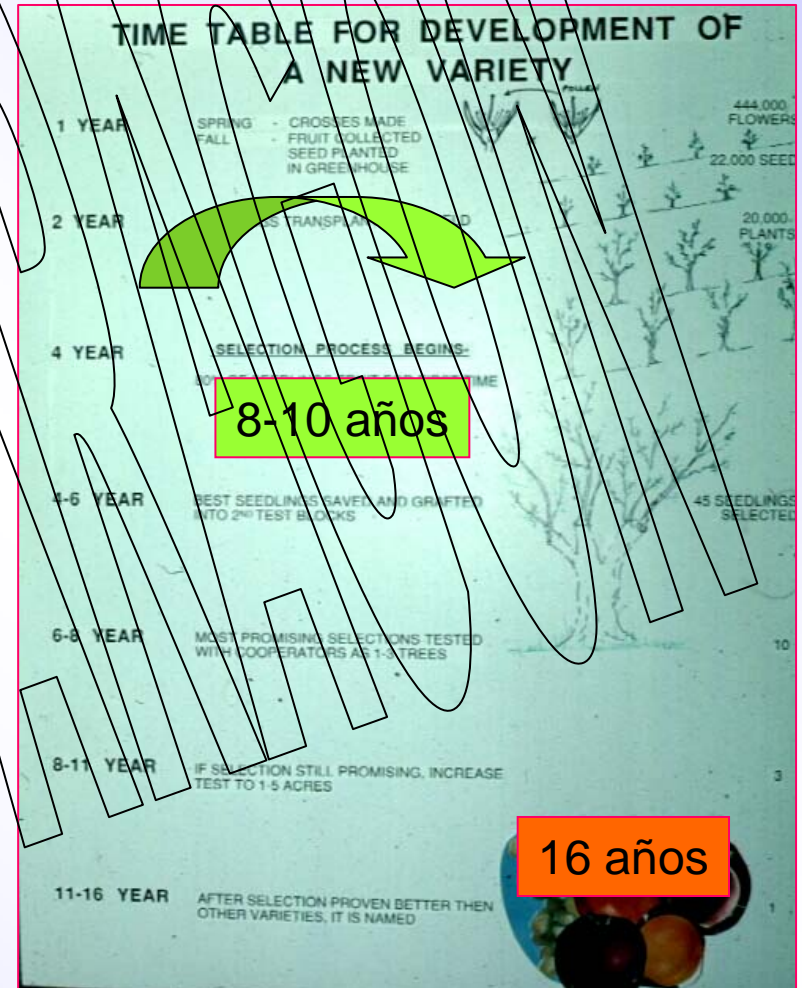 TIME TABLE FOR DEVELOPMENT OF
A NEW VARIETY
POLLEN
1 YEAR SPRING - CROSSES MADE 444,000
FALL - FRUIT COLLECTED FLOWERS
SEED PLANTED 22,000 SEED
IN GREENHOUSE
2 YEAR 20,000
PLANTS
4 YEAR SELECTION PROCESS BEGINS-
TIME
8-10 años
4-6 YEAR BEST SEEDLINGS SAVED AND GRAFTED 45 SEEDLINGS
INTO 2ND TEST BLOCKS SELECTED
6-8 YEAR MOST PROMISING SELECTIONS TESTED 10
WITH COOPERATORS AS 1-3 TREES
8-11 YEAR IF SELECTION STILL PROMISING, INCREASE 3
TEST TO 1-5 ACRES
16 años
11-16 YEAR AFTER SELECTION PROVEN BETTER THEN 1
OTHER VARIETIES, IT IS NAMED